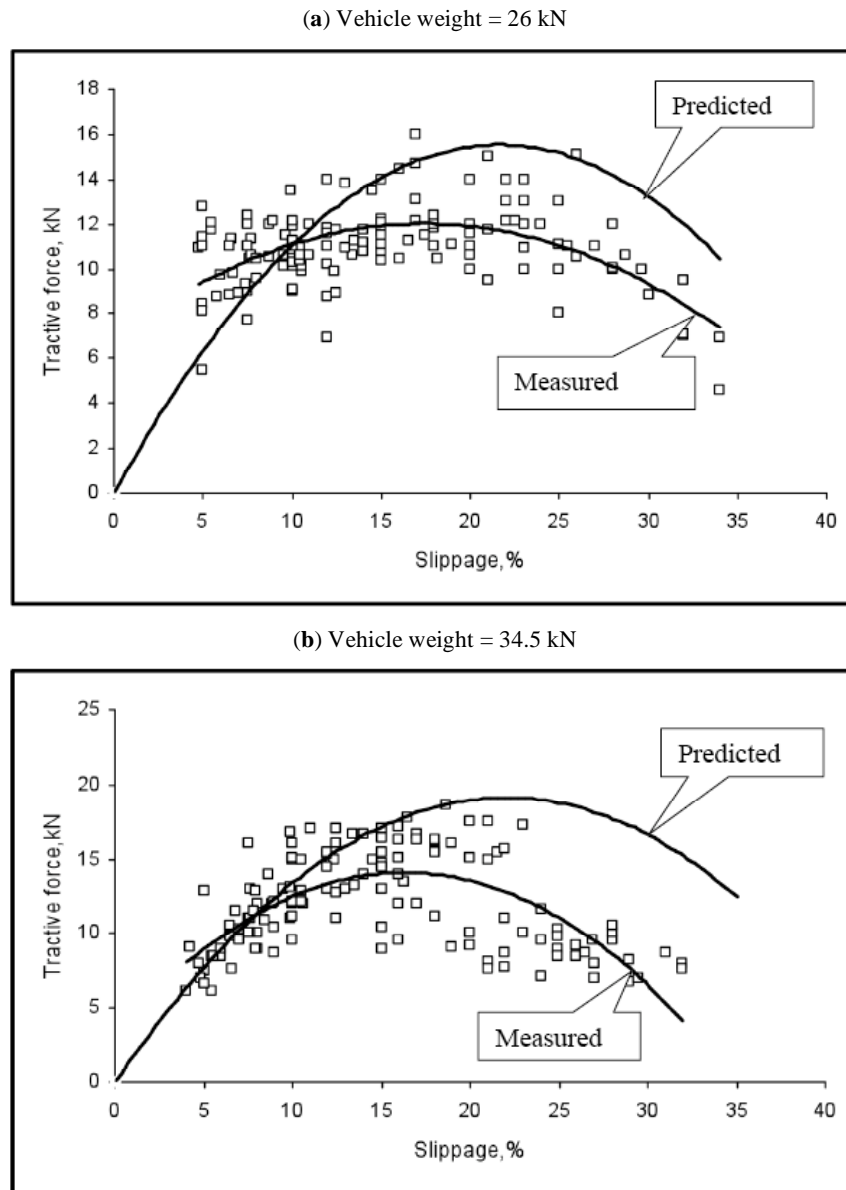 (a) Vehicle weight = 26 kN
18
16
14
12
10
8
6
4
2
0
Tractive force, kN
Predicted
Measured
0 5 10 15 20 25 30 35 40
Slippage,%
(b) Vehicle weight = 34.5 kN
25
20
15
10
5
0
Tractive force,kN
Predicted
Measured
0 5 10 15 20 25 30 35 40
Slippage,%